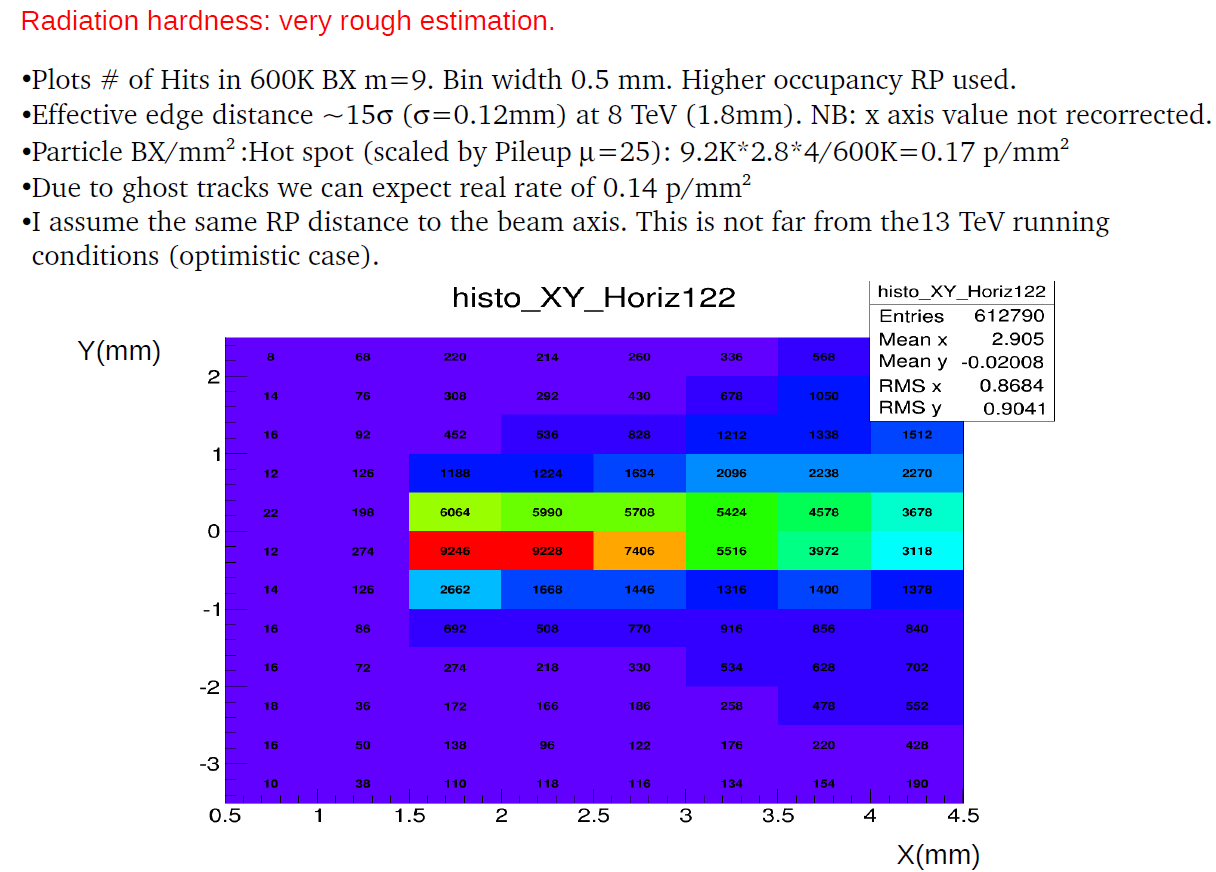 Radiation hardness: very rough estimation.
•Plots # of Hits in 600K BX m=9. Bin width 0.5 mm. Higher occupancy RP used.
•Effective edge distance ~15σ (σ=0.12mm) at 8 TeV (1.8mm). NB: x axis value not recorrected.
•Particle BX/mm² :Hot spot (scaled by Pileup μ=25): 9.2K*2.8*4/600K=0.17 p/mm²
•Due to ghost tracks we can expect real rate of 0.14 p/mm²
•I assume the same RP distance to the beam axis. This is not far from the13 TeV running
conditions (optimistic case).
histo_XY_Horiz122
histo_XY_Horiz122
Entries 612790
Mean x 2.905
Mean y -0.02008
RMS x 0.8684
RMS y 0.9041
Y(mm)
8 68 220 214 260 336 568
2
14 76 308 292 430 678 1050
16 92 452 536 828 1212 1338 1512
1
12 126 1188 1224 1634 2096 2238 2270
22 198 6064 5990 5708 5424 4578 3678
0
12 274 9246 9228 7406 5516 3972 3118
14 126 2662 1668 1446 1316 1400 1378
-1
16 86 692 508 770 916 856 840
16 72 274 218 330 534 628 702
-2
18 36 172 166 186 258 478 552
16 50 138 96 122 176 220 428
-3
10 38 110 118 116 134 154 190
0.5 1 1.5 2 2.5 3 3.5 4 4.5
X(mm)